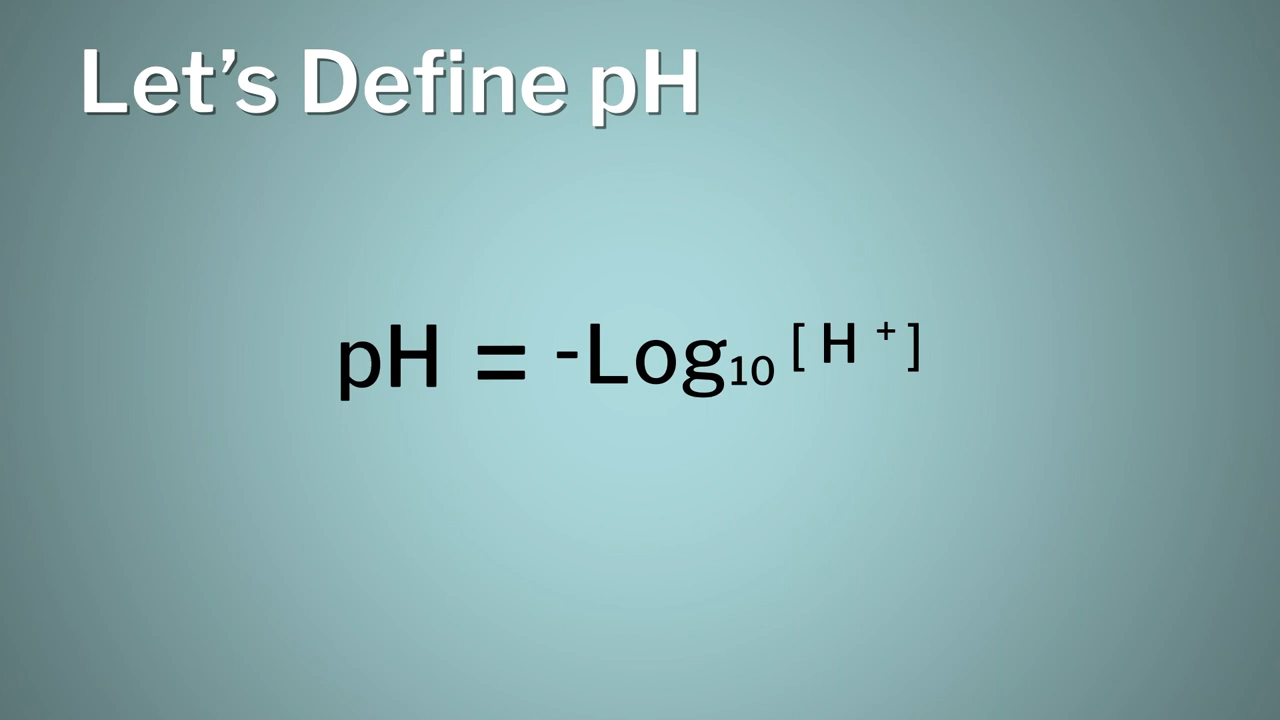 Let’s Define pH
pH = -Log₁₀ [ H ⁺ ]